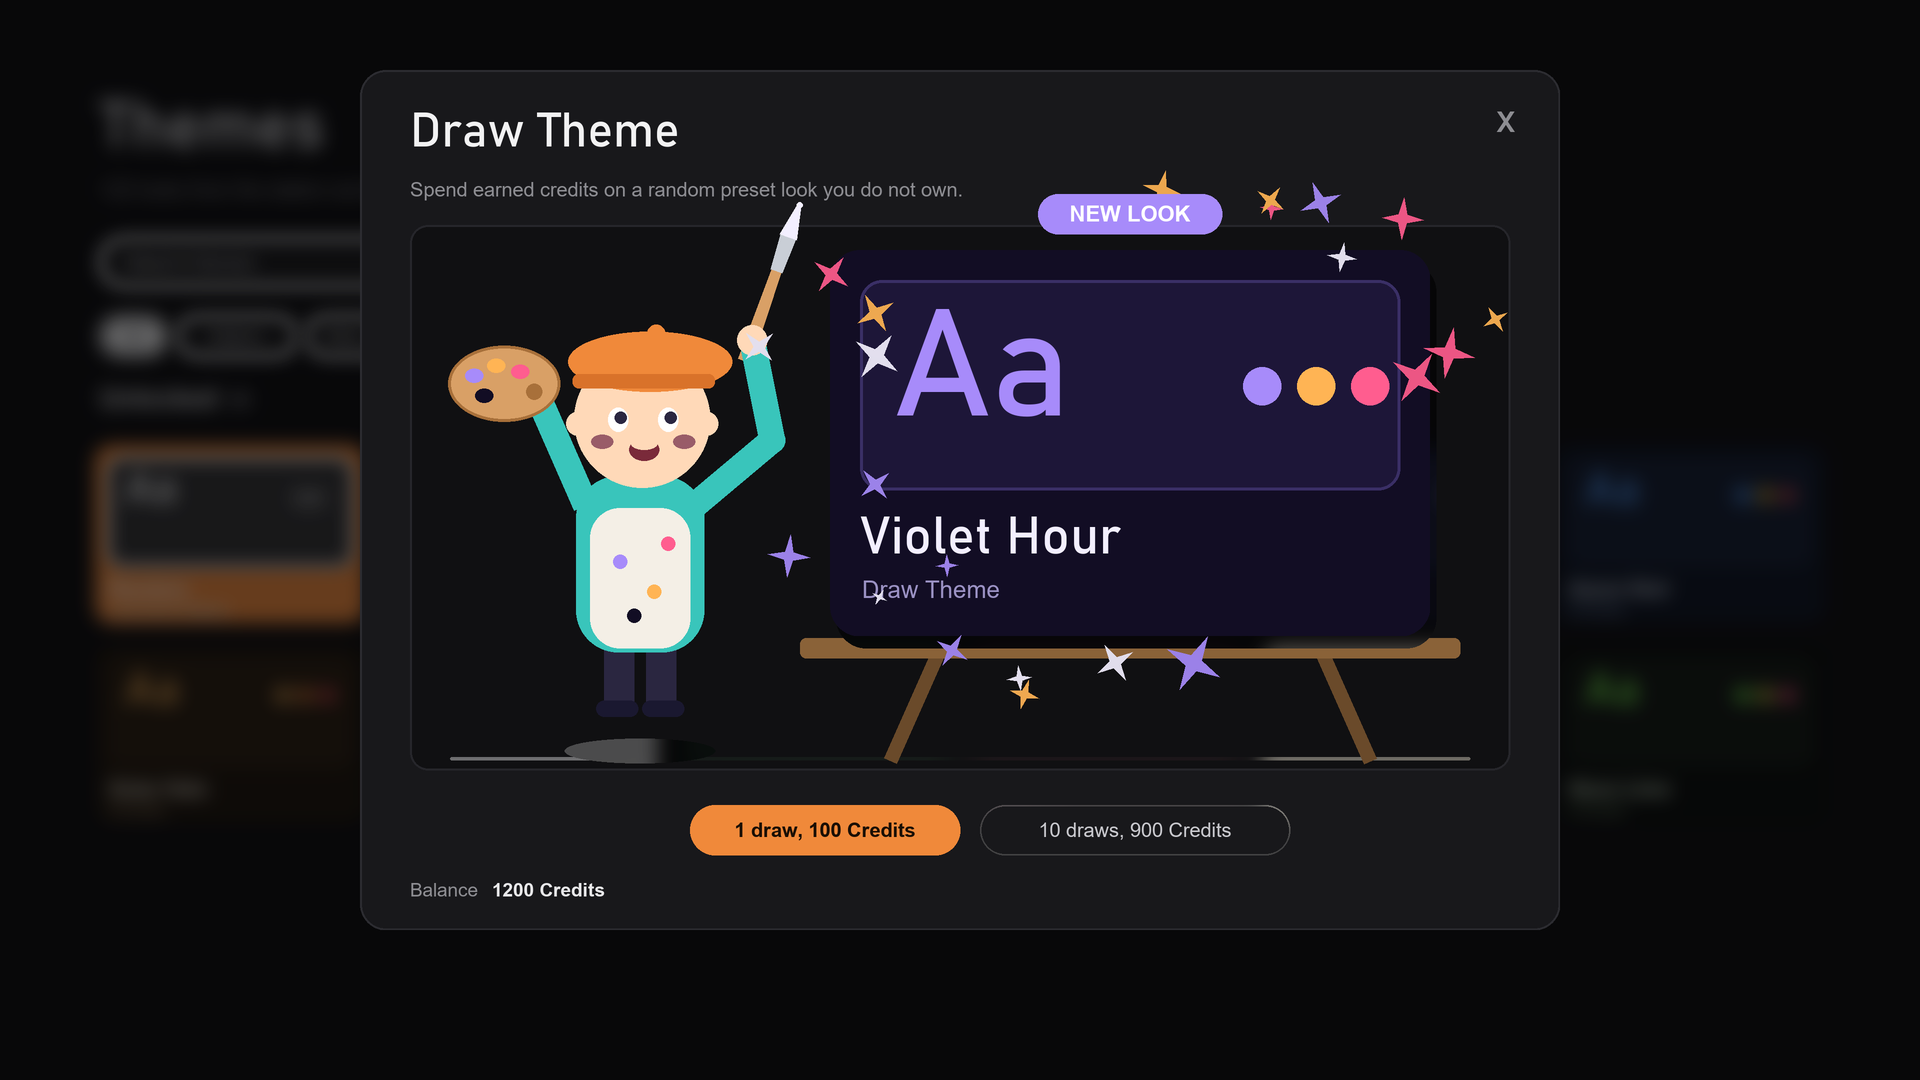 Themes
Draw Theme
X
Spend earned credits on a random preset look you do not own.
NEW LOOK
Aa
Violet Hour
Draw Theme
1 draw, 100 Credits
10 draws, 900 Credits
Balance 1200 Credits